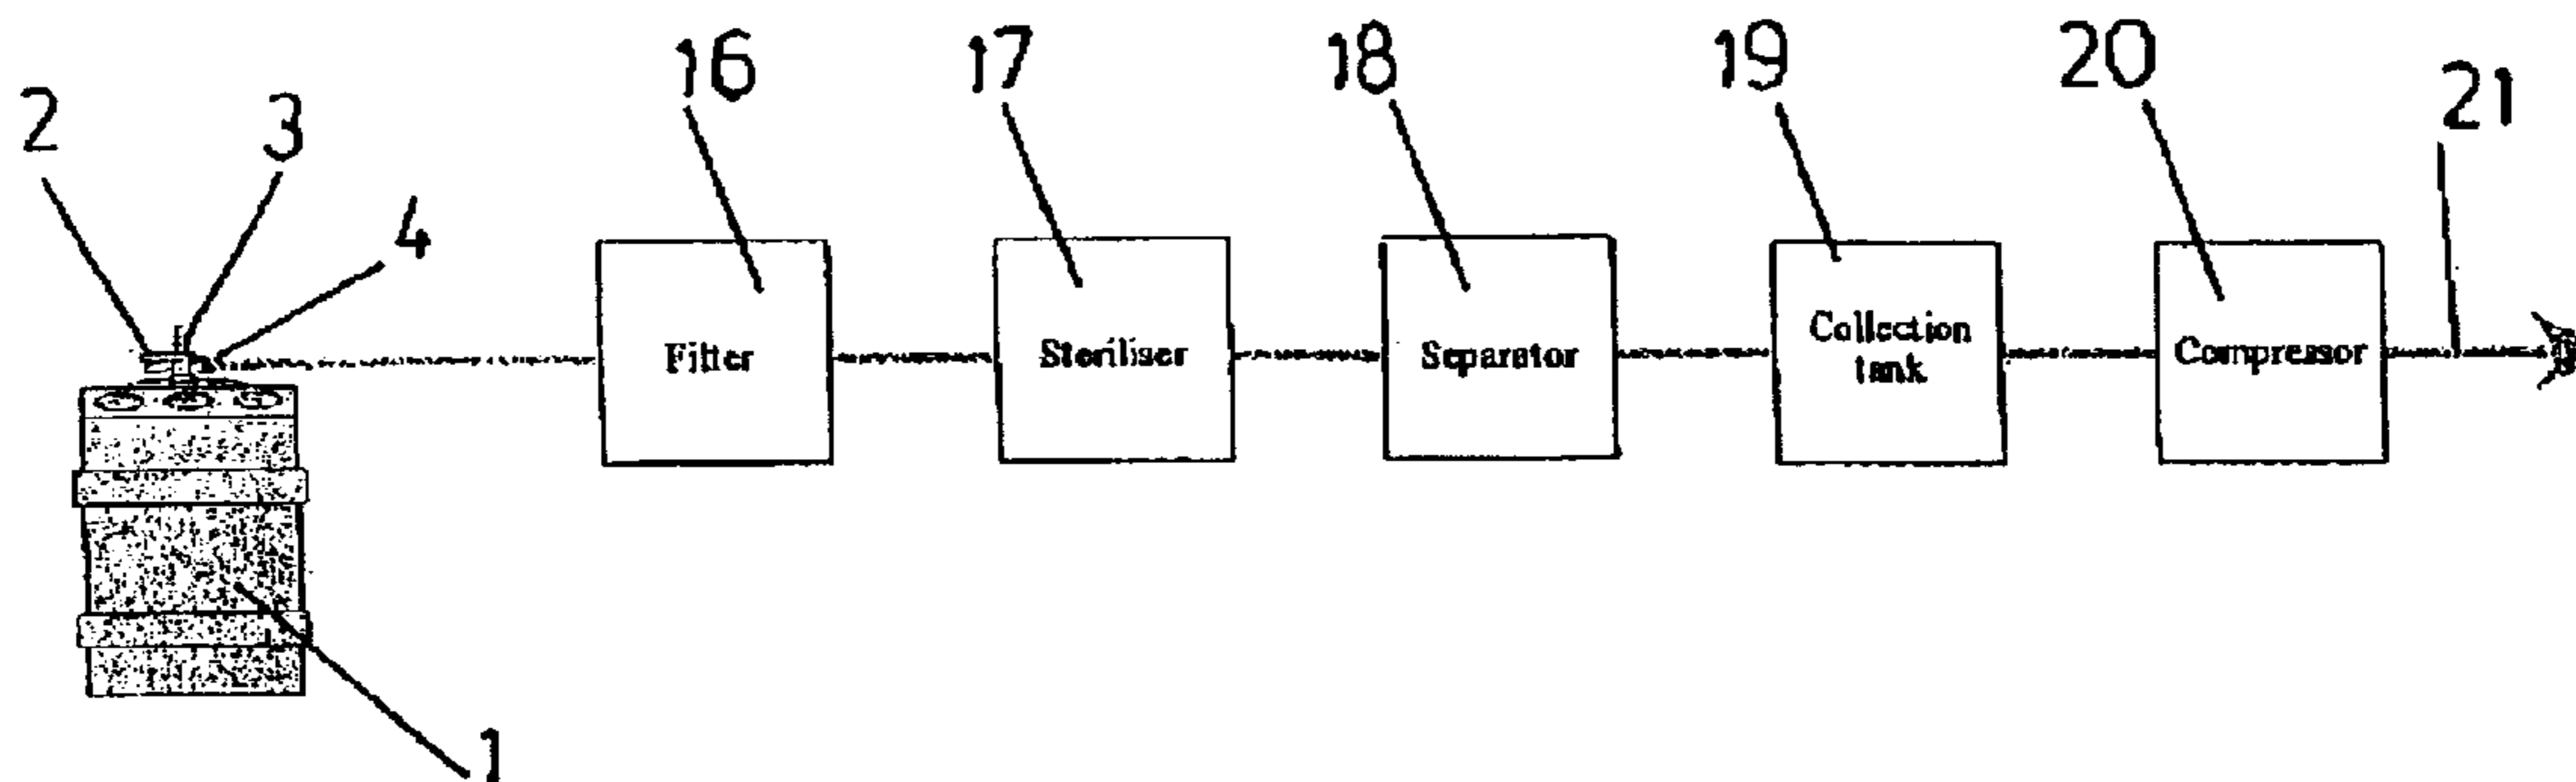 16
17
18
19
20
21
2
3
4
Filter
Steriliser
Separator
Collection
tank
Compressor
1